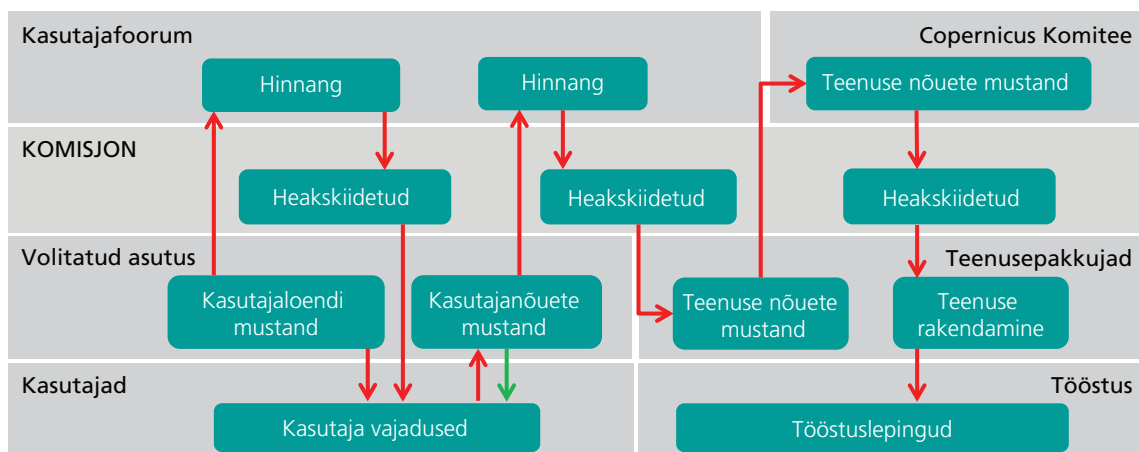 Kasutajafoorum
Copernicus Komitee
Hinnang
Hinnang
Teenuse nõuete mustand
KOMISJON
Heakskiidetud
Heakskiidetud
Heakskiidetud
Volitatud asutus
Teenusepakkujad
Kasutajaloendi
mustand
Kasutajanõuete
mustand
Teenuse nõuete
mustand
Teenuse
rakendamine
Kasutajad
Tööstus
Kasutaja vajadused
Tööstuslepingud